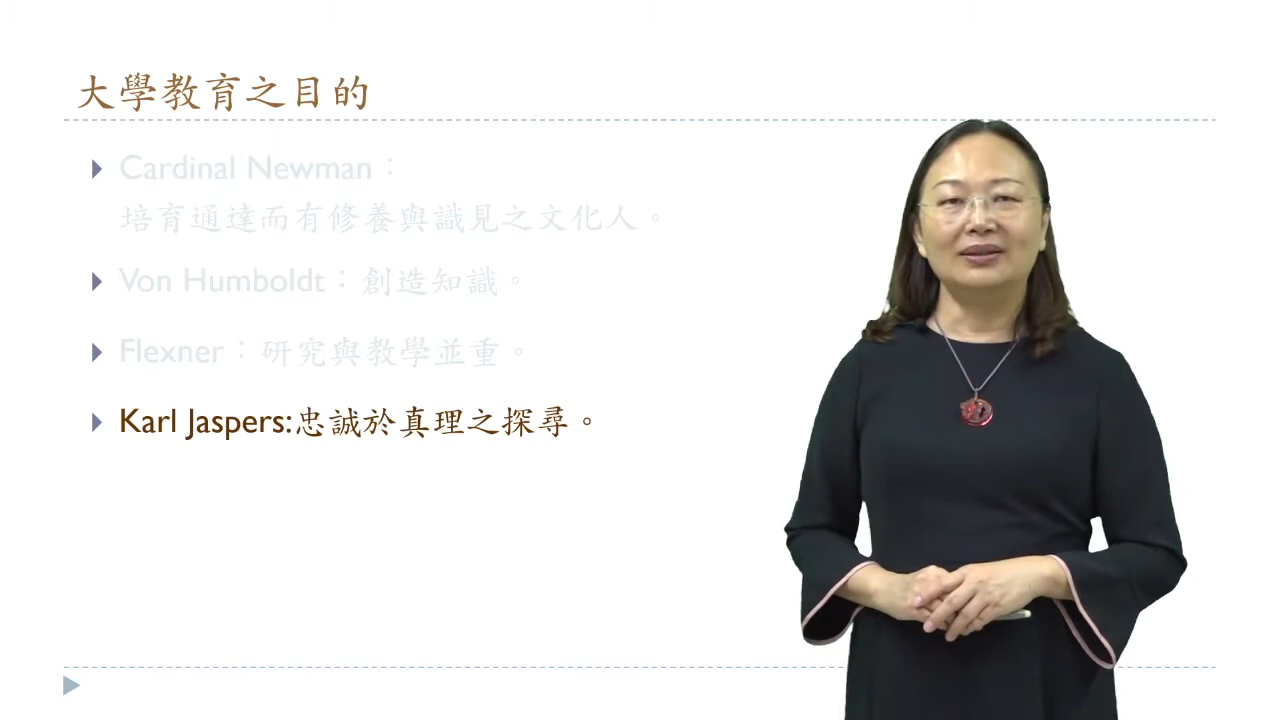 大學教育之目的
Cardinal Newman：
培育通達而有修養與識見之文化人。
Von Humboldt：創造知識。
Flexner：研究與教學並重。
Karl Jaspers:忠誠於真理之探尋。